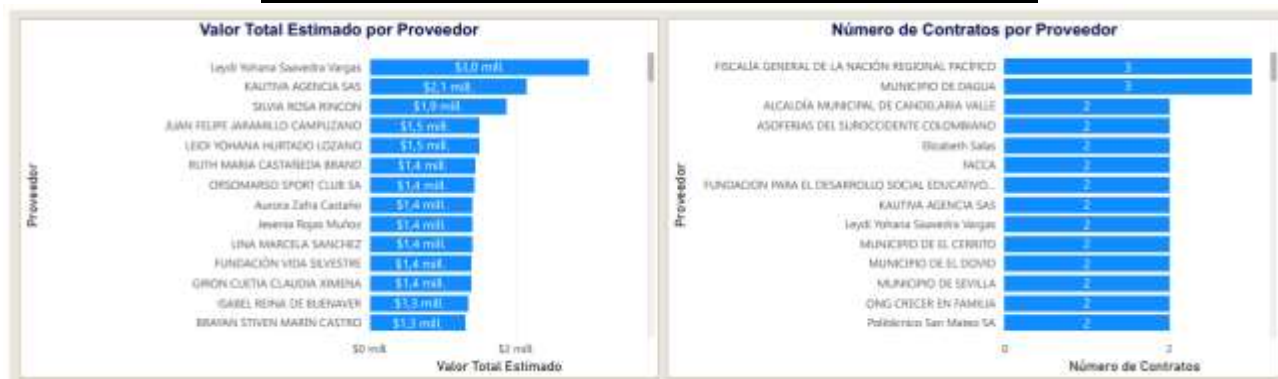 Valor Total Estimado por Proveedor
Proveedor
Leydi Yohana Saavedra Vargas $3,0 mill.
KAUTIVA AGENCIA SAS $2,1 mill.
SILVIA ROSA RINCON $1,9 mill.
JUAN FELIPE JARAMILLO CAMPUZANO $1,5 mill.
LEIDI YOHANA HURTADO LOZANO $1,5 mill.
RUTH MARIA CASTAÑEDA BRAND $1,4 mill.
ORSOMARSO SPORT CLUB SA $1,4 mill.
Aurora Zafra Castaño $1,4 mill.
Jesenia Rojas Muñoz $1,4 mill.
LINA MARCELA SANCHEZ $1,4 mill.
FUNDACIÓN VIDA SILVESTRE $1,4 mill.
GIRON CUETIA CLAUDIA XIMENA $1,4 mill.
ISABEL REINA DE BUENAVER $1,3 mill.
BRAYAN STIVEN MARÍN CASTRO $1,3 mill.
$0 mill. $2 mill.
Valor Total Estimado
Número de Contratos por Proveedor
Proveedor
FISCALÍA GENERAL DE LA NACIÓN REGIONAL PACÍFICO 3
MUNICIPIO DE DAGUA 3
ALCALDÍA MUNICIPAL DE CANDELARIA VALLE 2
ASOFERIAS DEL SUROCCIDENTE COLOMBIANO 2
Elizabeth Salas 2
FACCA 2
FUNDACION PARA EL DESARROLLO SOCIAL EDUCATIVO... 2
KAUTIVA AGENCIA SAS 2
Leydi Yohana Saavedra Vargas 2
MUNICIPIO DE EL CERRITO 2
MUNICIPIO DE EL DOVIO 2
MUNICIPIO DE SEVILLA 2
ONG CRECER EN FAMILIA 2
Politécnico San Mateo SA 2
0 2
Número de Contratos